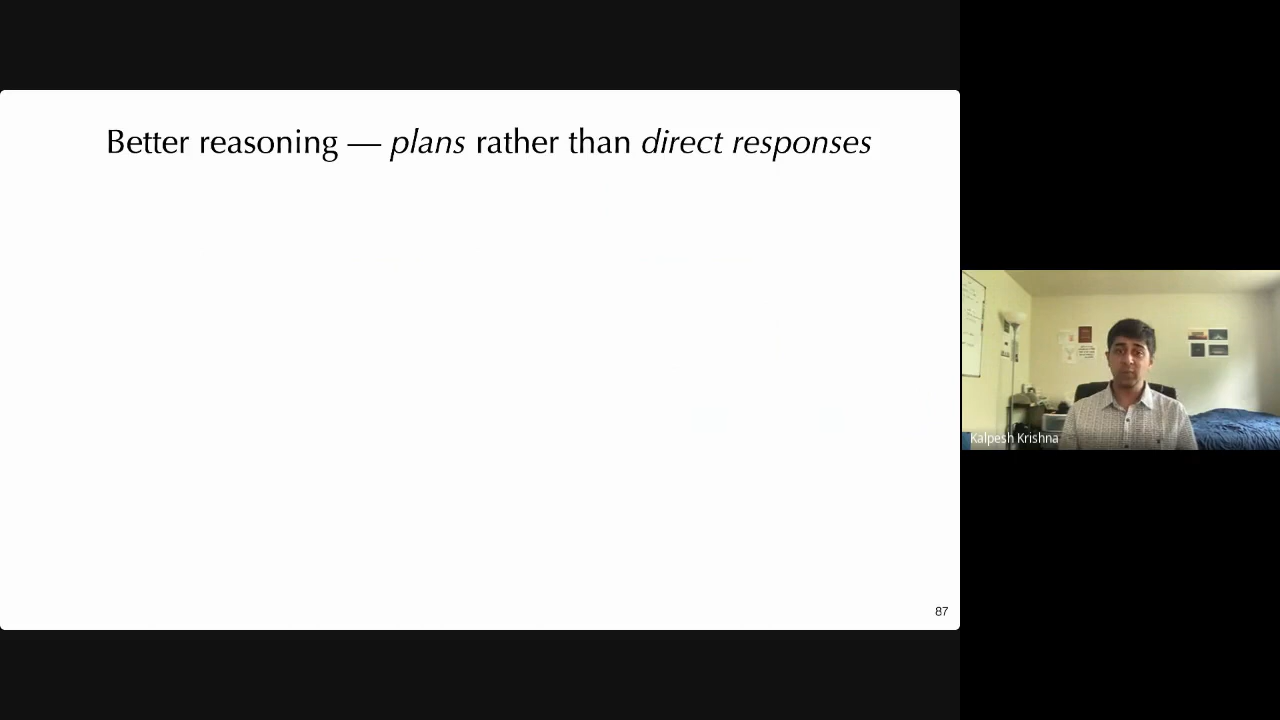 Better reasoning — plans rather than direct responses
87
Kalpesh Krishna